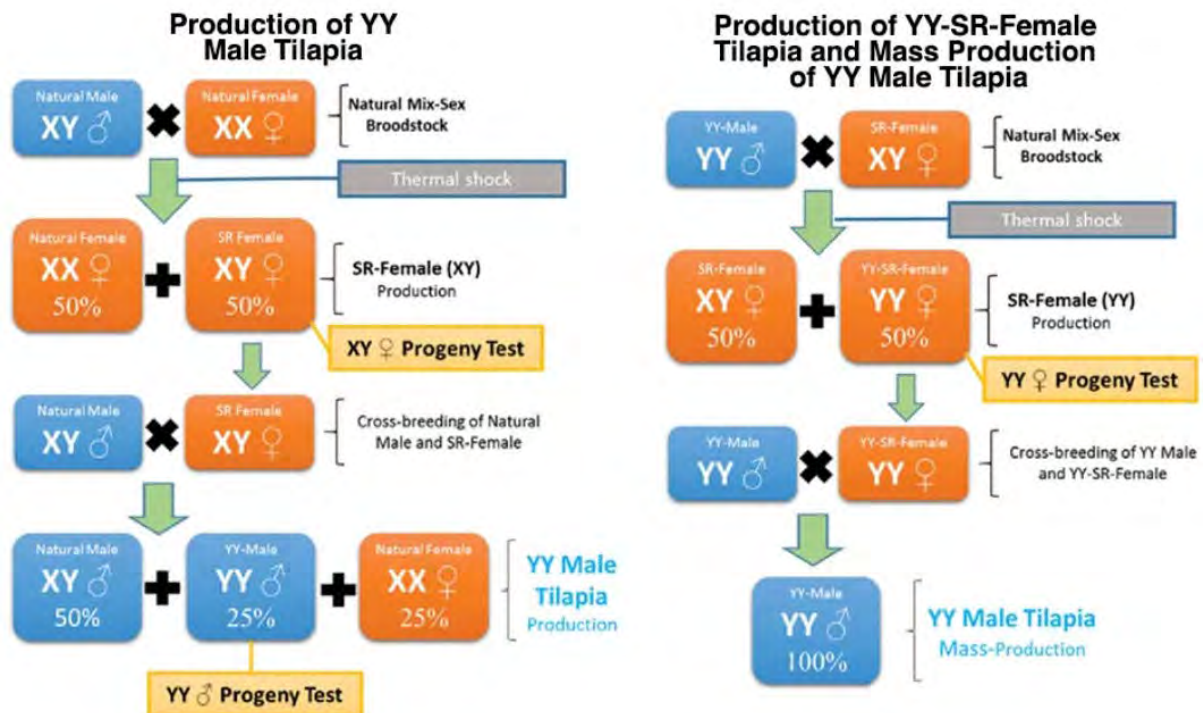 Production of YY
Male Tilapia
Natural Male
XY ♂
Natural Female
XX ♀
Natural Mix-Sex
Broodstock
Thermal shock
Natural Female
XX ♀
50%
SR Female
XY ♀
50%
SR-Female (XY)
Production
XY ♀ Progeny Test
Natural Male
XY ♂
SR Female
XY ♀
Cross-breeding of Natural
Male and SR-Female
Natural Male
XY ♂
50%
YY-Male
YY ♂
25%
Natural Female
XX ♀
25%
YY Male
Tilapia
Production
YY ♂ Progeny Test
Production of YY-SR-Female
Tilapia and Mass Production
of YY Male Tilapia
YY-Male
YY ♂
SR-Female
XY ♀
Natural Mix-Sex
Broodstock
Thermal shock
SR-Female
XY ♀
50%
YY-SR-Female
YY ♀
50%
SR-Female (YY)
Production
YY ♀ Progeny Test
YY-Male
YY ♂
YY-SR-Female
YY ♀
Cross-breeding of YY Male
and YY-SR-Female
YY-Male
YY ♂
100%
YY Male Tilapia
Mass-Production